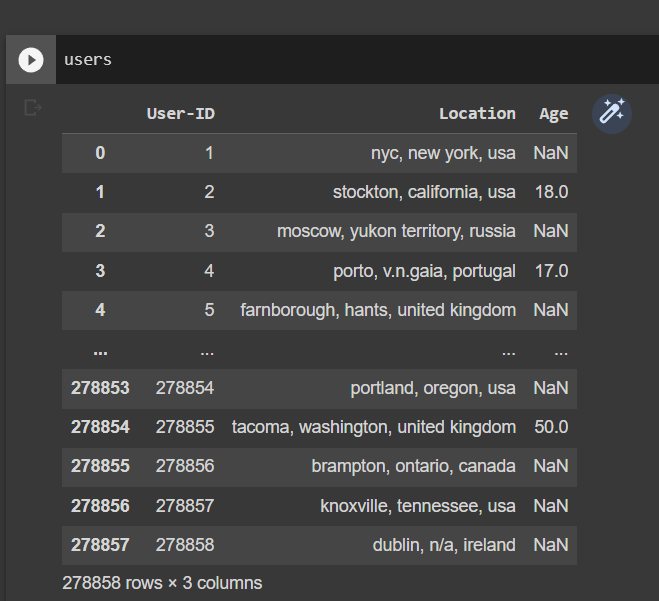 users
User-ID Location Age
0 1 nyc, new york, usa NaN
1 2 stockton, california, usa 18.0
2 3 moscow, yukon territory, russia NaN
3 4 porto, v.n.gaia, portugal 17.0
4 5 farnborough, hants, united kingdom NaN
... ... ... ...
278853 278854 portland, oregon, usa NaN
278854 278855 tacoma, washington, united kingdom 50.0
278855 278856 brampton, ontario, canada NaN
278856 278857 knoxville, tennessee, usa NaN
278857 278858 dublin, n/a, ireland NaN
278858 rows × 3 columns